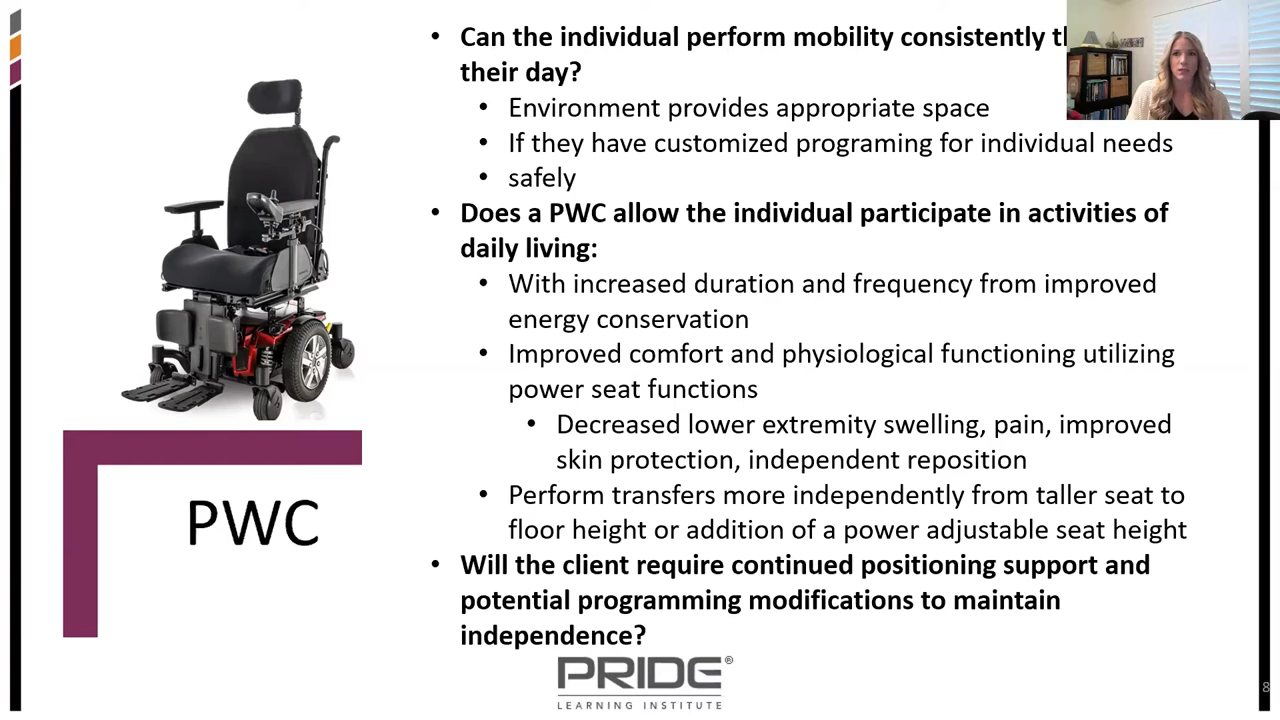 • Can the individual perform mobility consistently
their day?
• Environment provides appropriate space
• If they have customized programing for individual needs
• safely
• Does a PWC allow the individual participate in activities of
daily living:
• With increased duration and frequency from improved
energy conservation
• Improved comfort and physiological functioning utilizing
power seat functions
• Decreased lower extremity swelling, pain, improved
skin protection, independent reposition
• Perform transfers more independently from taller seat to
floor height or addition of a power adjustable seat height
• Will the client require continued positioning support and
potential programming modifications to maintain
independence?
PWC
PRIDE®
LEARNING INSTITUTE
8